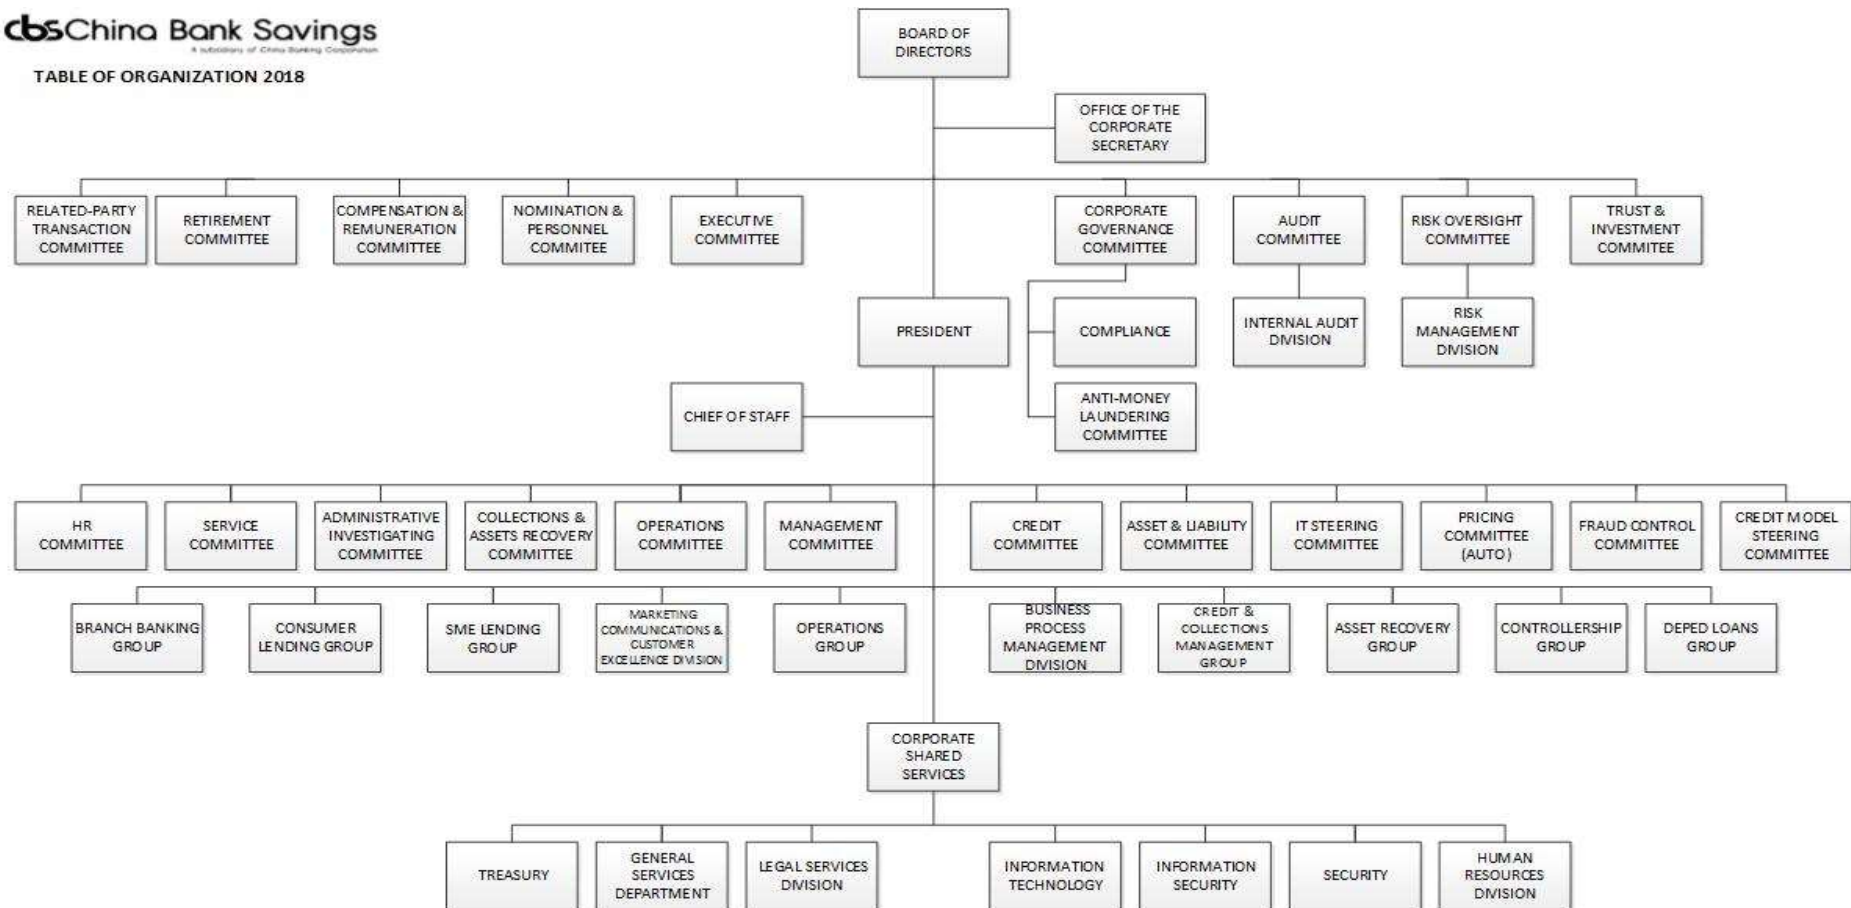 cbs China Bank Savings
A subsidiary of China Banking Corporation
TABLE OF ORGANIZATION 2018
BOARD OF
DIRECTORS
OFFICE OF THE
CORPORATE
SECRETARY
RELATED-PARTY
TRANSACTION
COMMITTEE
RETIREMENT
COMMITTEE
COMPENSATION &
REMUNERATION
COMMITTEE
NOMINATION &
PERSONNEL
COMMITEE
EXECUTIVE
COMMITTEE
CORPORATE
GOVERNANCE
COMMITTEE
AUDIT
COMMITTEE
RISK OVERSIGHT
COMMITTEE
TRUST &
INVESTMENT
COMMITEE
PRESIDENT
COMPLIANCE
INTERNAL AUDIT
DIVISION
RISK
MANAGEMENT
DIVISION
CHIEF OF STAFF
ANTI-MONEY
LAUNDERING
COMMITTEE
HR
COMMITTEE
SERVICE
COMMITTEE
ADMINISTRATIVE
INVESTIGATING
COMMITTEE
COLLECTIONS &
ASSETS RECOVERY
COMMITTEE
OPERATIONS
COMMITTEE
MANAGEMENT
COMMITTEE
CREDIT
COMMITTEE
ASSET & LIABILITY
COMMITTEE
IT STEERING
COMMITTEE
PRICING
COMMITTEE
(AUTO)
FRAUD CONTROL
COMMITTEE
CREDIT MODEL
STEERING
COMMITTEE
BRANCH BANKING
GROUP
CONSUMER
LENDING GROUP
SME LENDING
GROUP
MARKETING
COMMUNICATIONS &
CUSTOMER
EXCELLENCE DIVISION
OPERATIONS
GROUP
BUSINESS
PROCESS
MANAGEMENT
DIVISION
CREDIT &
COLLECTIONS
MANAGEMENT
GROUP
ASSET RECOVERY
GROUP
CONTROLLERSHIP
GROUP
DEPED LOANS
GROUP
CORPORATE
SHARED
SERVICES
TREASURY
GENERAL
SERVICES
DEPARTMENT
LEGAL SERVICES
DIVISION
INFORMATION
TECHNOLOGY
INFORMATION
SECURITY
SECURITY
HUMAN
RESOURCES
DIVISION